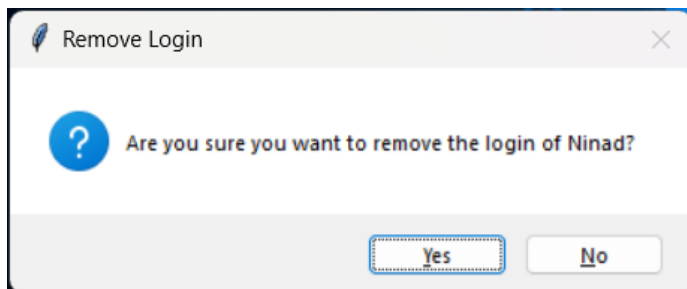 Remove Login
Are you sure you want to remove the login of Ninad?
Yes
No